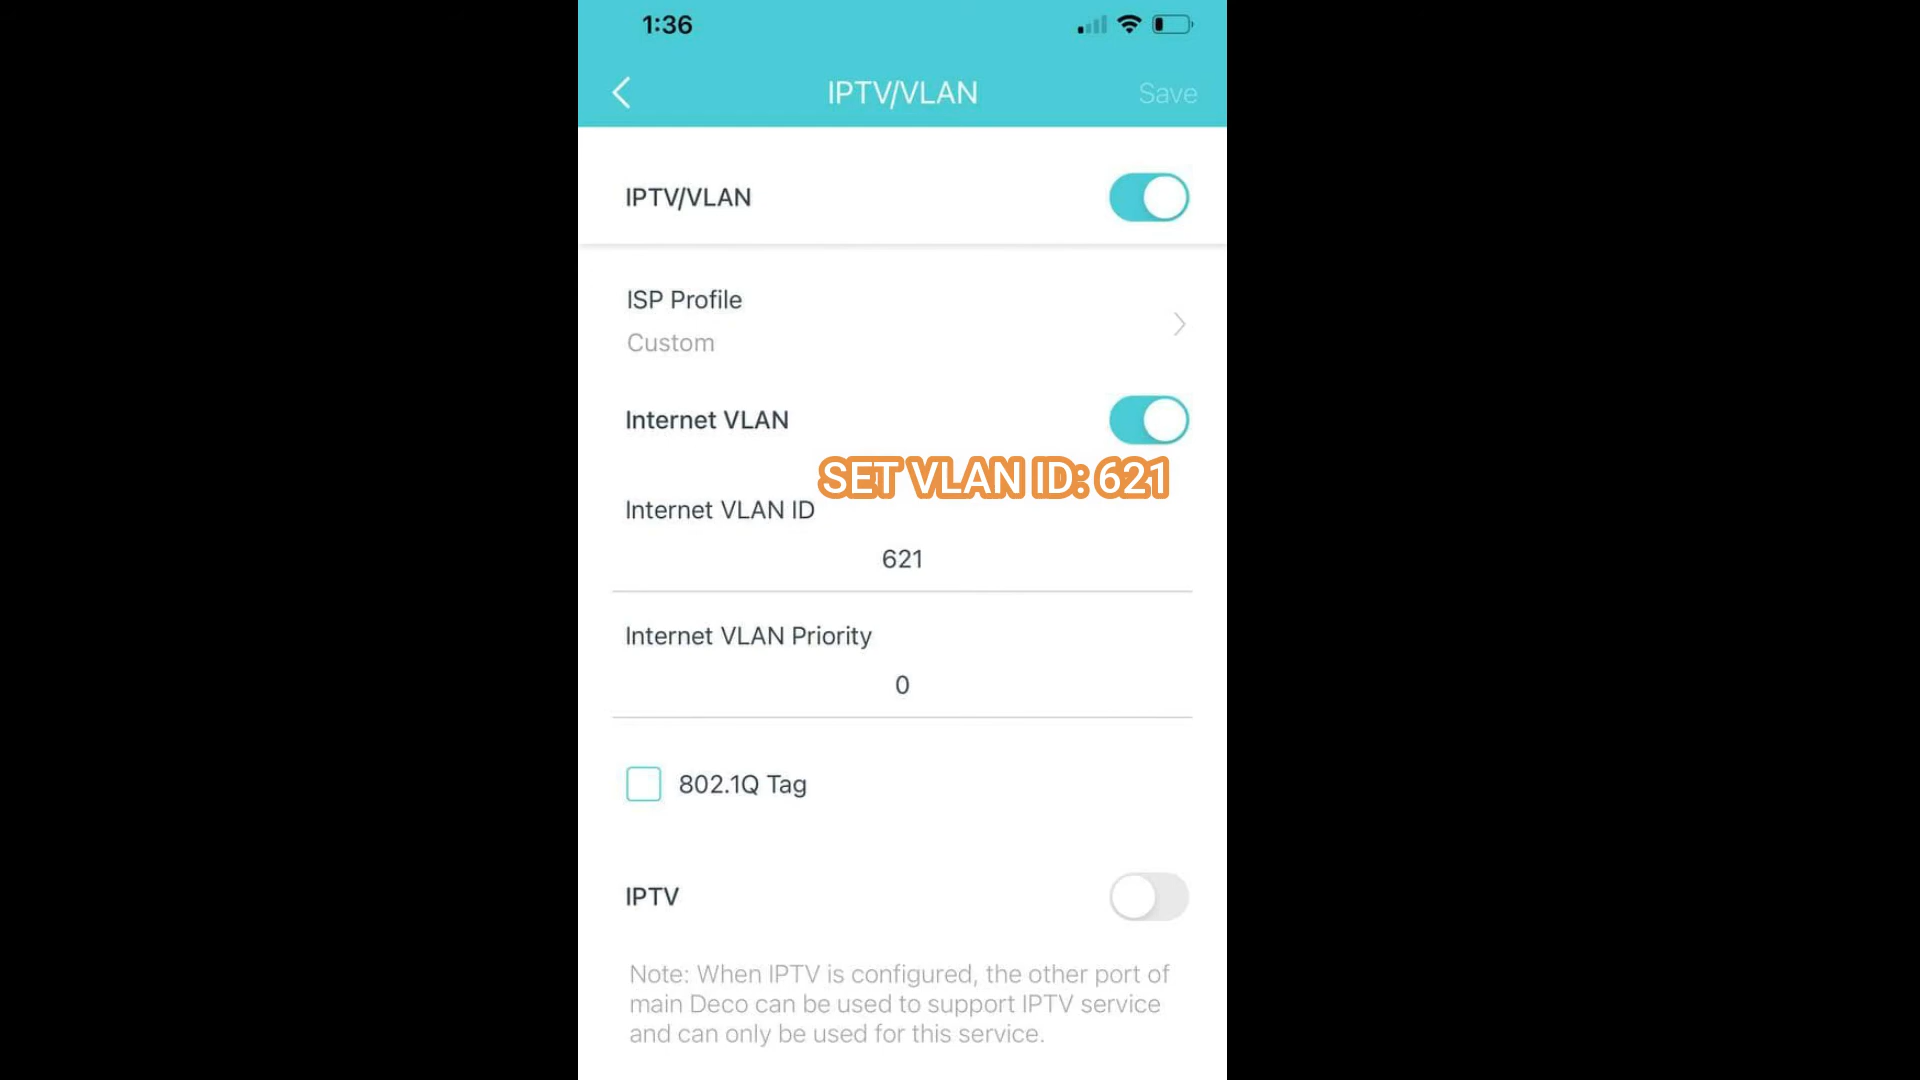 1:36
IPTV/VLAN
Save
IPTV/VLAN
ISP Profile
Custom
Internet VLAN
SET VLAN ID: 621
Internet VLAN ID
621
Internet VLAN Priority
0
802.1Q Tag
IPTV
Note: When IPTV is configured, the other port of
main Deco can be used to support IPTV service
and can only be used for this service.